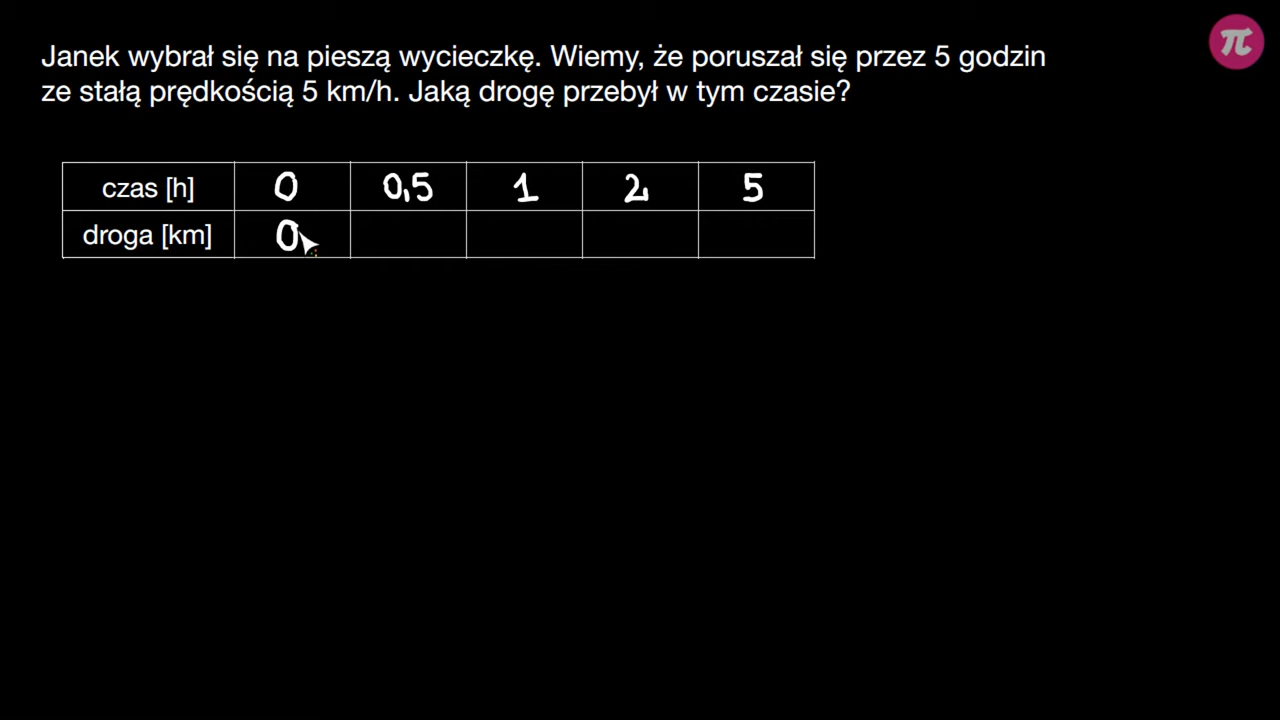 Janek wybrał się na pieszą wycieczkę. Wiemy, że poruszał się przez 5 godzin
ze stałą prędkością 5 km/h. Jaką drogę przebył w tym czasie?
czas [h] 0 0,5 1 2 5
droga [km] 0
π